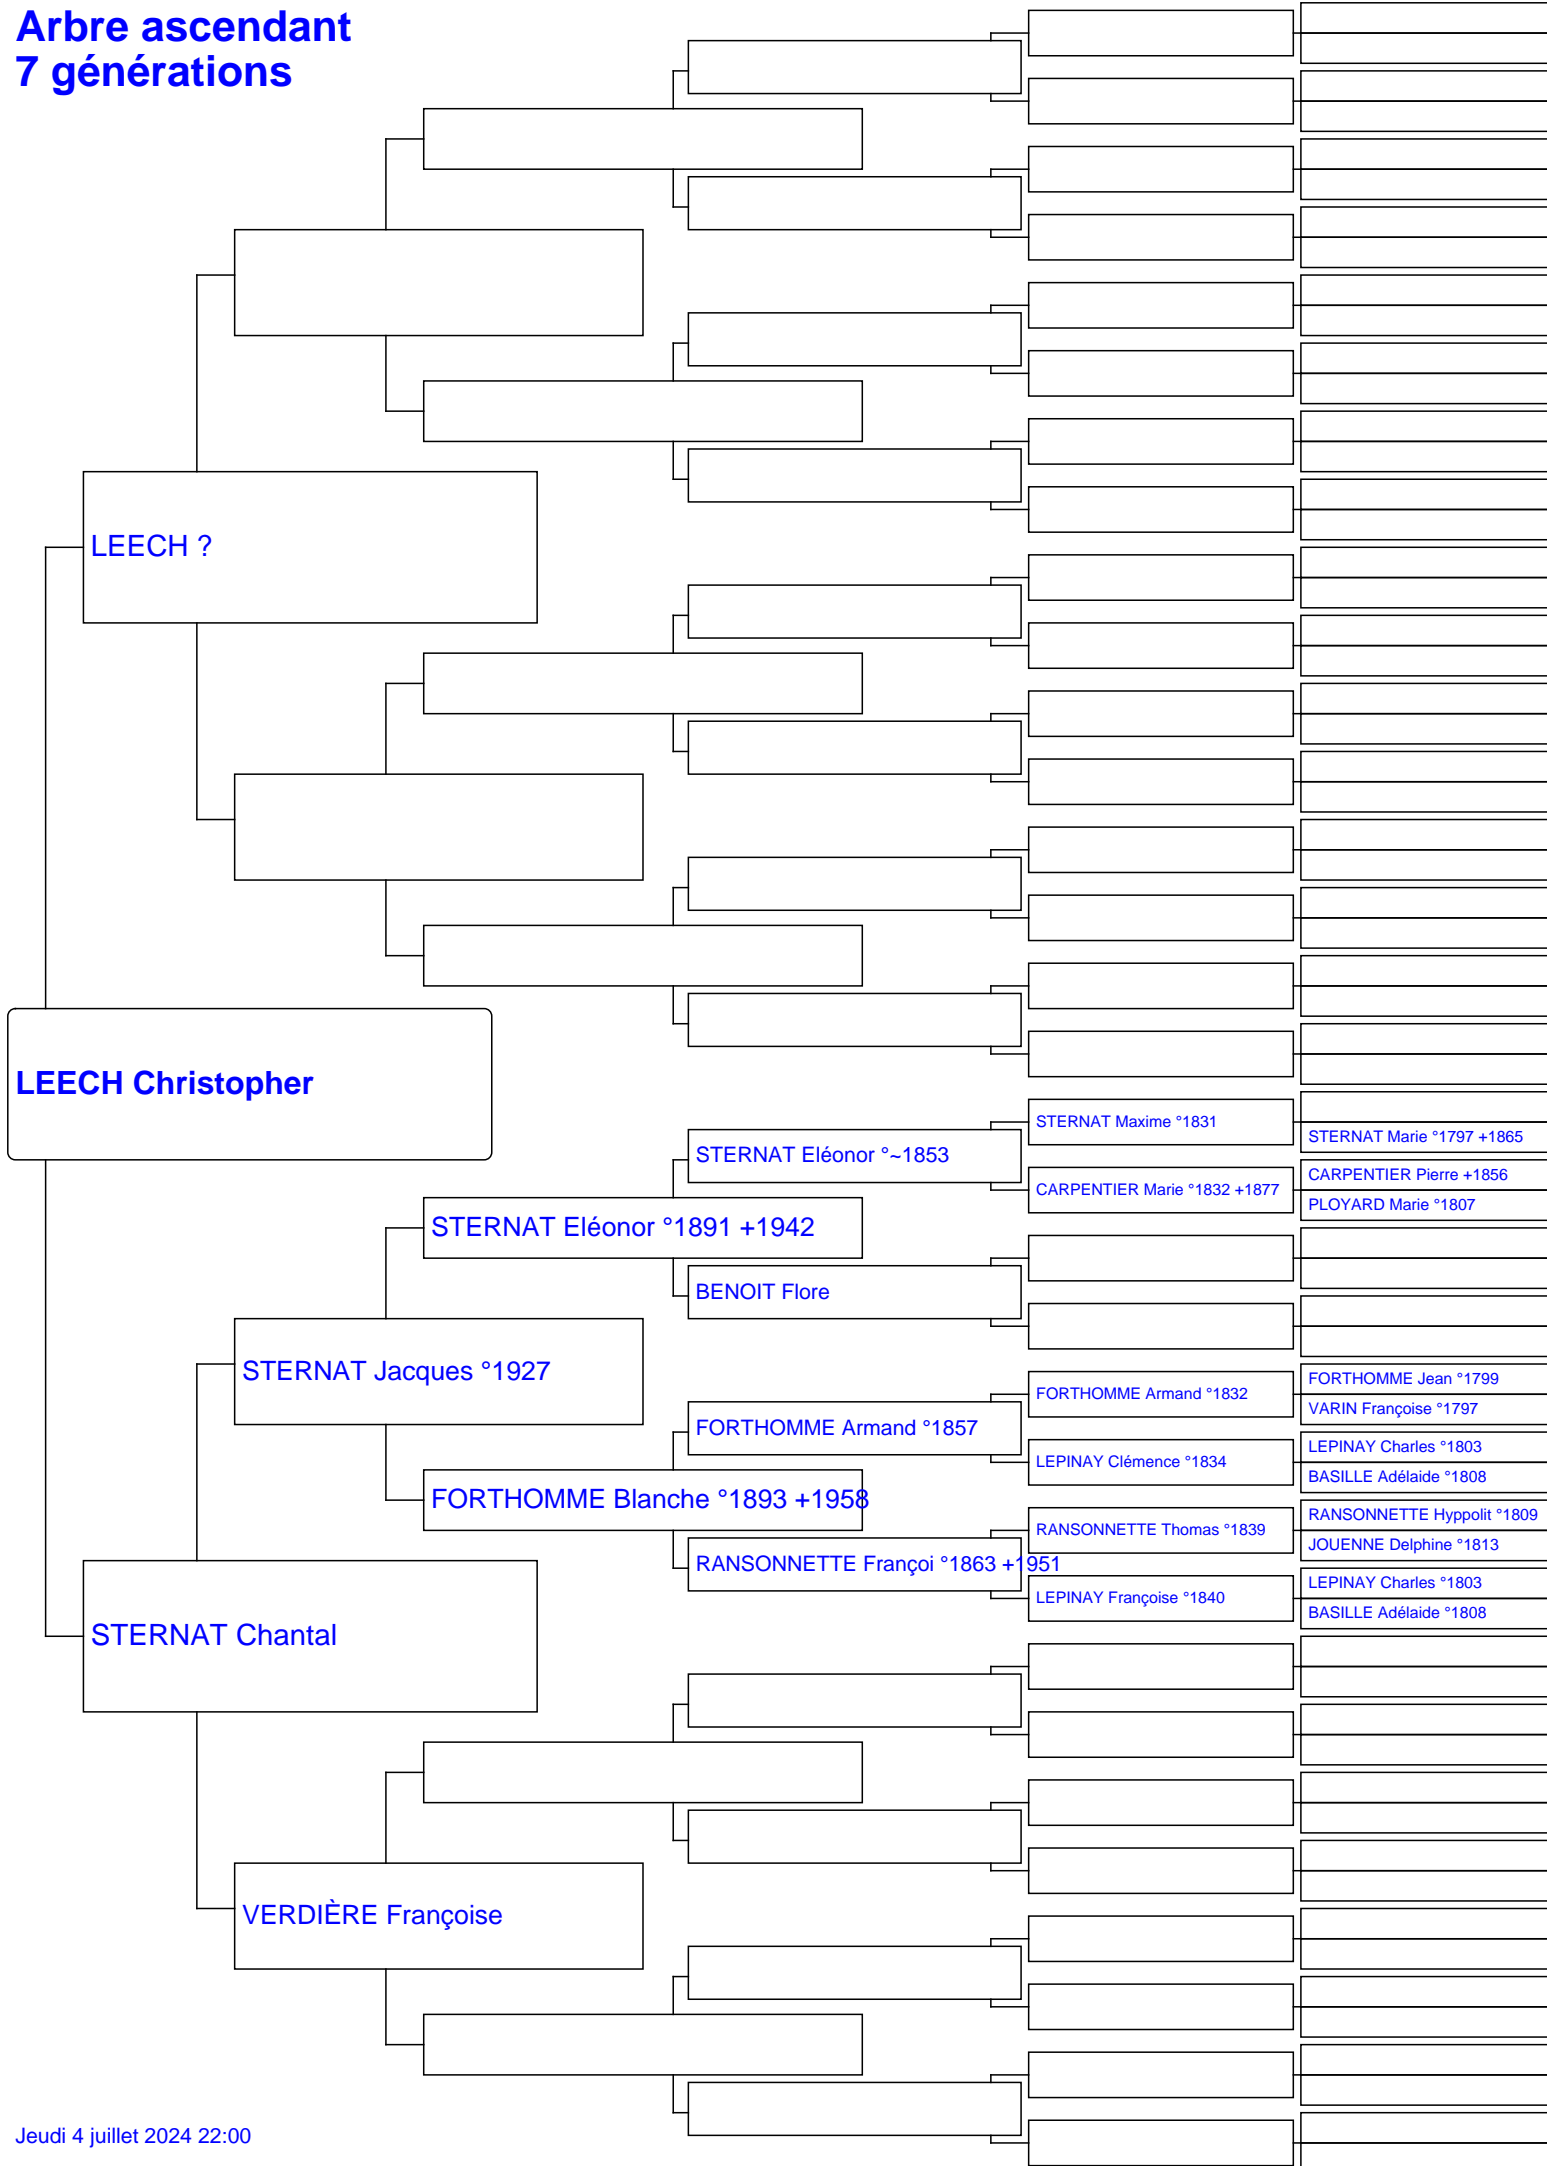 Arbre ascendant
7 générations
LEECH ?
LEECH Christopher
STERNAT Maxime °1831
STERNAT Marie °1797 +1865
STERNAT Eléonor °~1853
CARPENTIER Pierre +1856
CARPENTIER Marie °1832 +1877
PLOYARD Marie °1807
STERNAT Eléonor °1891 +1942
BENOIT Flore
STERNAT Jacques °1927
FORTHOMME Jean °1799
FORTHOMME Armand °1832
VARIN Françoise °1797
FORTHOMME Armand °1857
LEPINAY Charles °1803
LEPINAY Clémence °1834
BASILLE Adélaide °1808
FORTHOMME Blanche °1893 +1958
RANSONNETTE Hyppolit °1809
RANSONNETTE Thomas °1839
JOUENNE Delphine °1813
RANSONNETTE Françoi °1863 +1951
LEPINAY Charles °1803
LEPINAY Françoise °1840
BASILLE Adélaide °1808
STERNAT Chantal
VERDIÈRE Françoise
Jeudi 4 juillet 2024 22:00